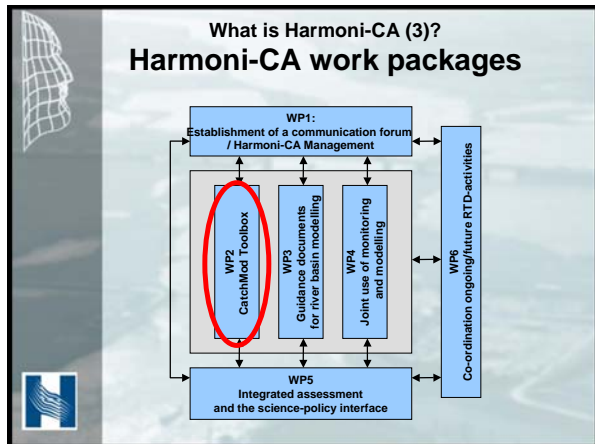 What is Harmoni-CA (3)?
Harmoni-CA work packages
WP1:
Establishment of a communication forum
/ Harmoni-CA Management
WP2
CatchMod Toolbox
WP3
Guidance documents
for river basin modelling
WP4
Joint use of monitoring
and modelling
WP6
Co-ordination ongoing/future RTD-activities
WP5
Integrated assessment
and the science-policy interface